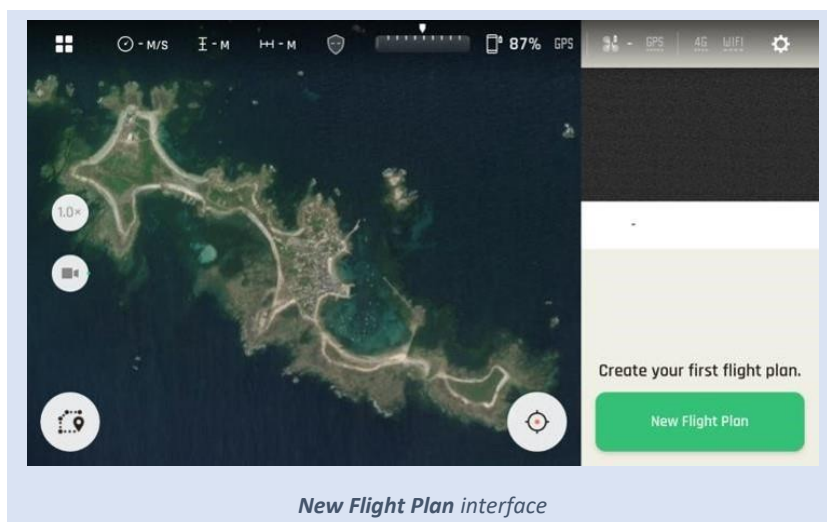 - M/S
- M
- M
87% GPS
- GPS 4G WIFI
1.0×
-
Create your first flight plan.
New Flight Plan
New Flight Plan interface